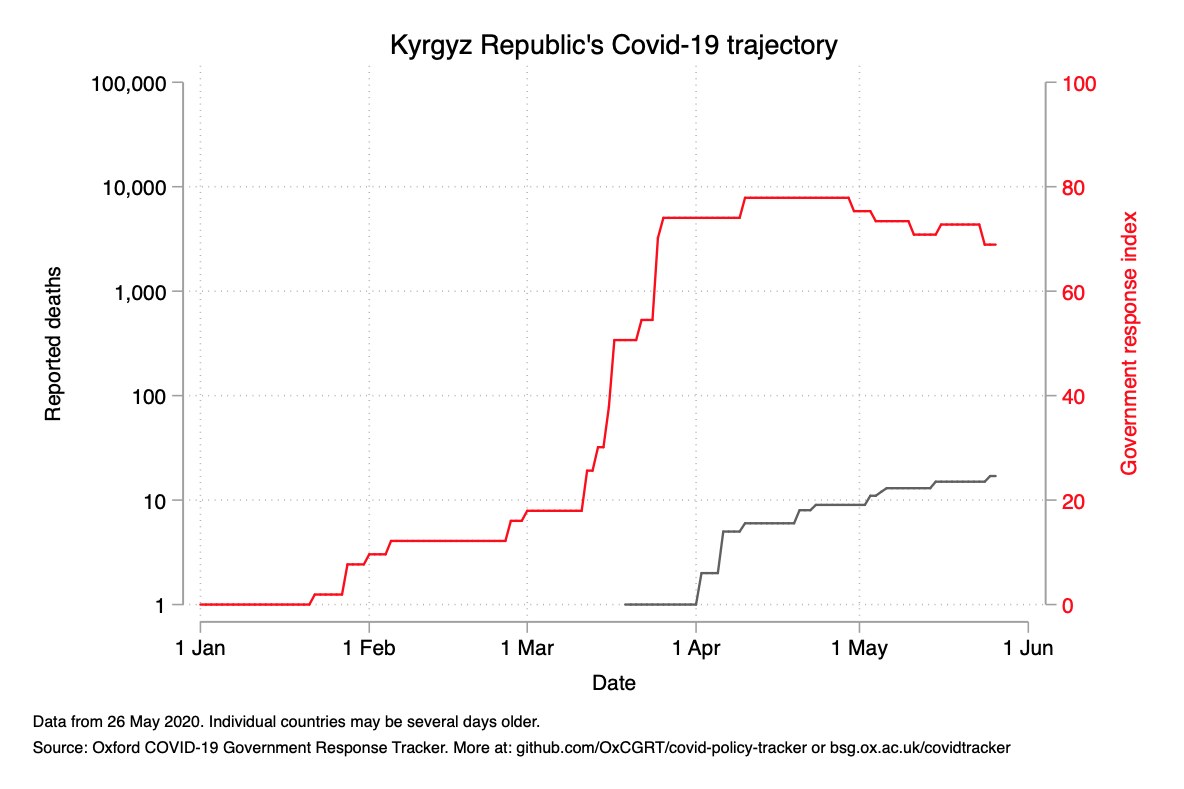 Kyrgyz Republic's Covid-19 trajectory
100,000
10,000
1,000
100
10
1
Reported deaths
100
80
60
40
20
0
Government response index
1 Jan
1 Feb
1 Mar
1 Apr
1 May
1 Jun
Date
Data from 26 May 2020. Individual countries may be several days older.
Source: Oxford COVID-19 Government Response Tracker. More at: github.com/OxCGRT/covid-policy-tracker or bsg.ox.ac.uk/covidtracker